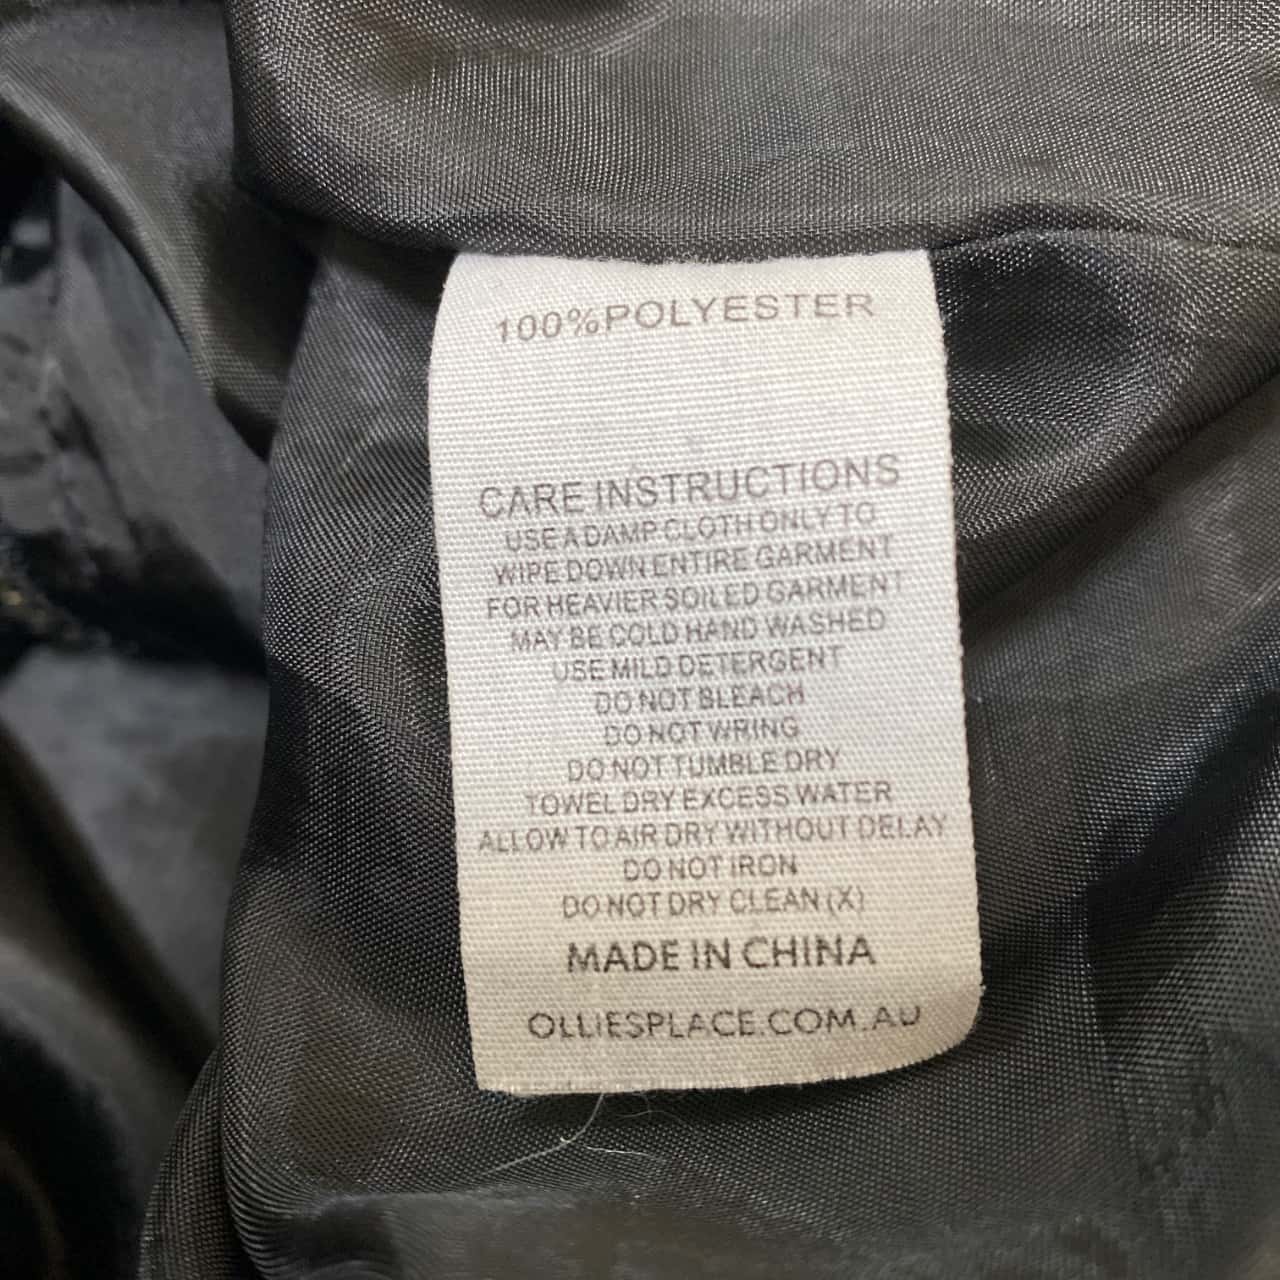 100%POLYESTER
CARE INSTRUCTIONS
USE A DAMP CLOTH ONLY TO
WIPE DOWN ENTIRE GARMENT
FOR HEAVIER SOILED GARMENT
MAY BE COLD HAND WASHED
USE MILD DETERGENT
DO NOT BLEACH
DO NOT WRING
DO NOT TUMBLE DRY
TOWEL DRY EXCESS WATER
ALLOW TO AIR DRY WITHOUT DELAY
DO NOT IRON
DO NOT DRY CLEAN (X)
MADE IN CHINA
OLLIESPLACE.COM.AU